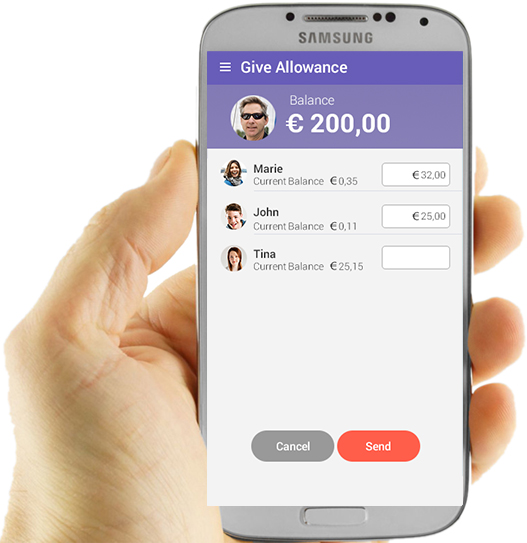 SAMSUNG
Give Allowance
Balance
€ 200,00
Marie
Current Balance €0,35
€32,00
John
Current Balance €0,11
€25,00
Tina
Current Balance €25,15
Cancel
Send